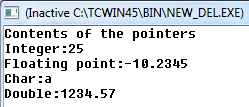 (Inactive C:\TCWIN45\BIN\NEW_DEL.EXE)
Contents of the pointers
Integer:25
Floating point:-10.2345
Char:a
Double:1234.57